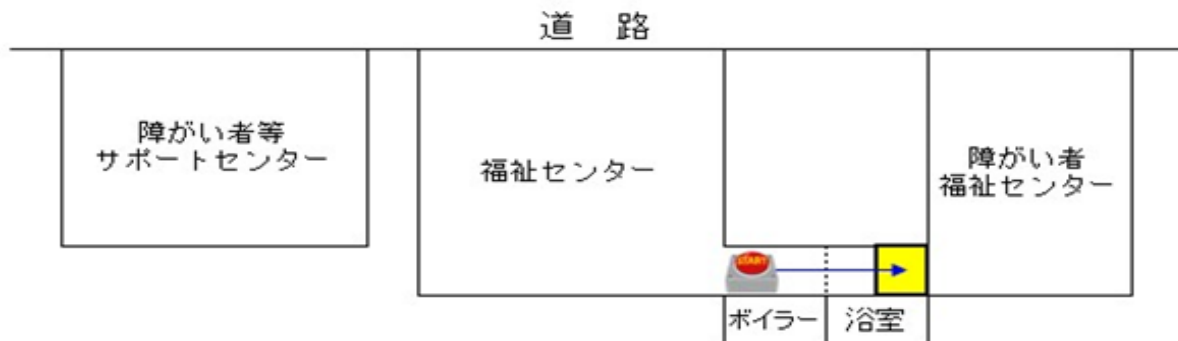 道 路
障がい者等
サポートセンター
福祉センター
障がい者
福祉センター
START
ボイラー
浴室